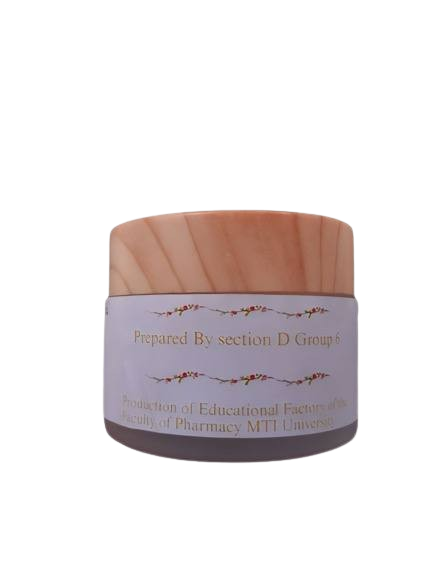 Prepared By section D Group 6
Production of Educational Factory of the
Faculty of Pharmacy MTI University